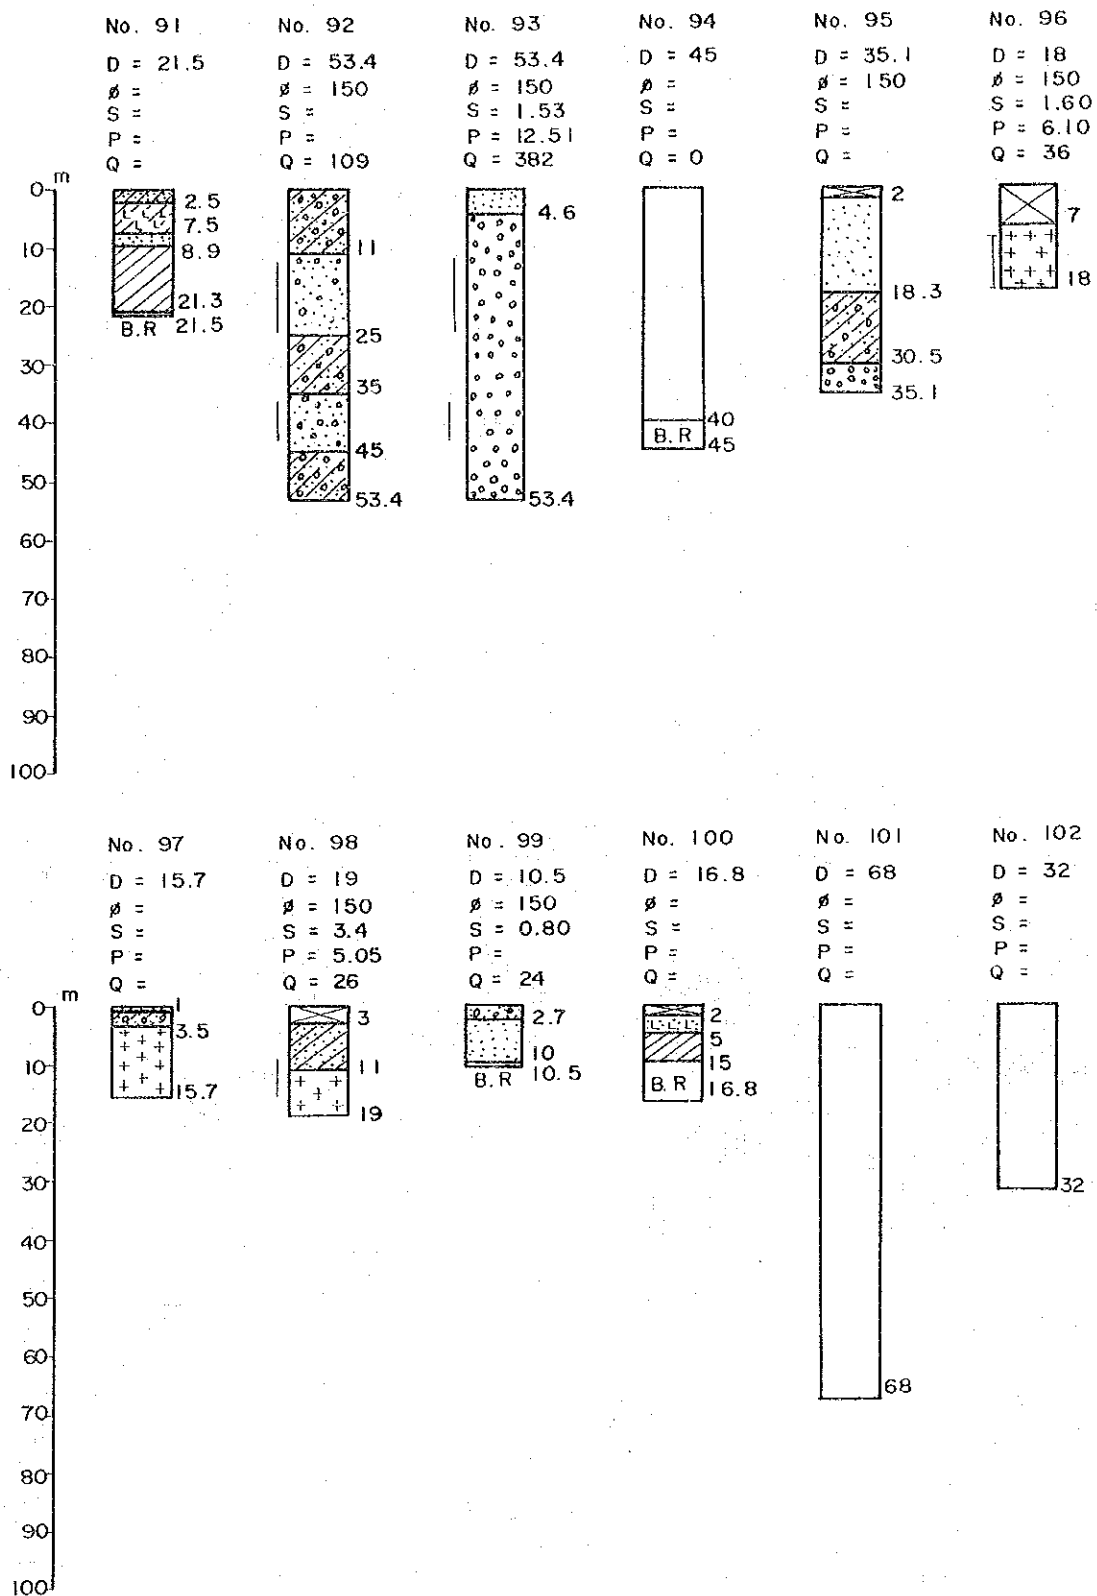 No. 91
D = 21.5
ø =
S =
P =
Q =
2.5
7.5
8.9
21.3
B.R 21.5
No. 92
D = 53.4
ø = 150
S =
P =
Q = 109
11
25
35
45
53.4
No. 93
D = 53.4
ø = 150
S = 1.53
P = 12.51
Q = 382
4.6
53.4
No. 94
D = 45
ø =
S =
P =
Q = 0
40
B.R
45
No. 95
D = 35.1
ø = 150
S =
P =
Q =
2
18.3
30.5
35.1
No. 96
D = 18
ø = 150
S = 1.60
P = 6.10
Q = 36
7
18
m
0
10
20
30
40
50
60
70
80
90
100
No. 97
D = 15.7
ø =
S =
P =
Q =
1
3.5
15.7
No. 98
D = 19
ø = 150
S = 3.4
P = 5.05
Q = 26
3
11
19
No. 99
D = 10.5
ø = 150
S = 0.80
P =
Q = 24
2.7
10
B.R 10.5
No. 100
D = 16.8
ø =
S =
P =
Q =
2
5
15
B.R 16.8
No. 101
D = 68
ø =
S =
P =
Q =
68
No. 102
D = 32
ø =
S =
P =
Q =
32
m
0
10
20
30
40
50
60
70
80
90
100